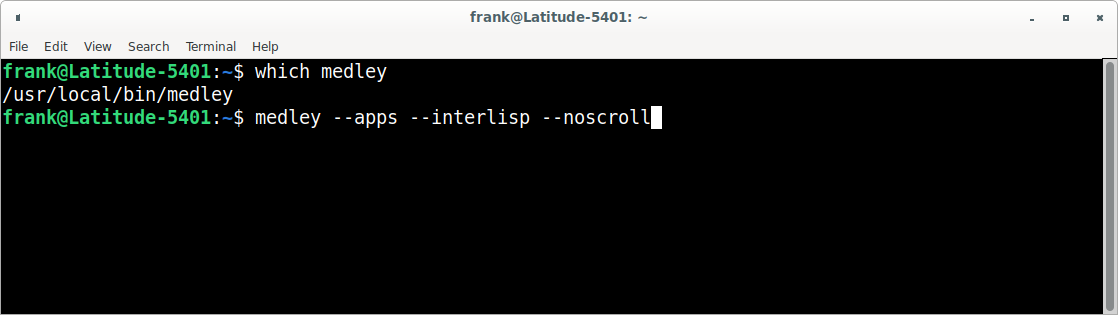 frank@Latitude-5401: ~
File Edit View Search Terminal Help
frank@Latitude-5401:~$ which medley
/usr/local/bin/medley
frank@Latitude-5401:~$ medley --apps --interlisp --noscroll